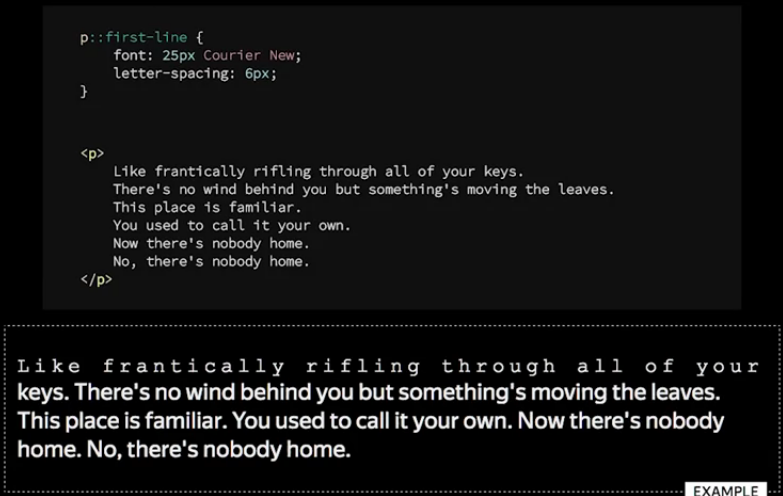 p::first-line {
    font: 25px Courier New;
    letter-spacing: 6px;
}
<p>
    Like frantically rifling through all of your keys.
    There's no wind behind you but something's moving the leaves.
    This place is familiar.
    You used to call it your own.
    Now there's nobody home.
    No, there's nobody home.
</p>
Like frantically rifling through all of your
keys. There's no wind behind you but something's moving the leaves.
This place is familiar. You used to call it your own. Now there's nobody
home. No, there's nobody home.
EXAMPLE